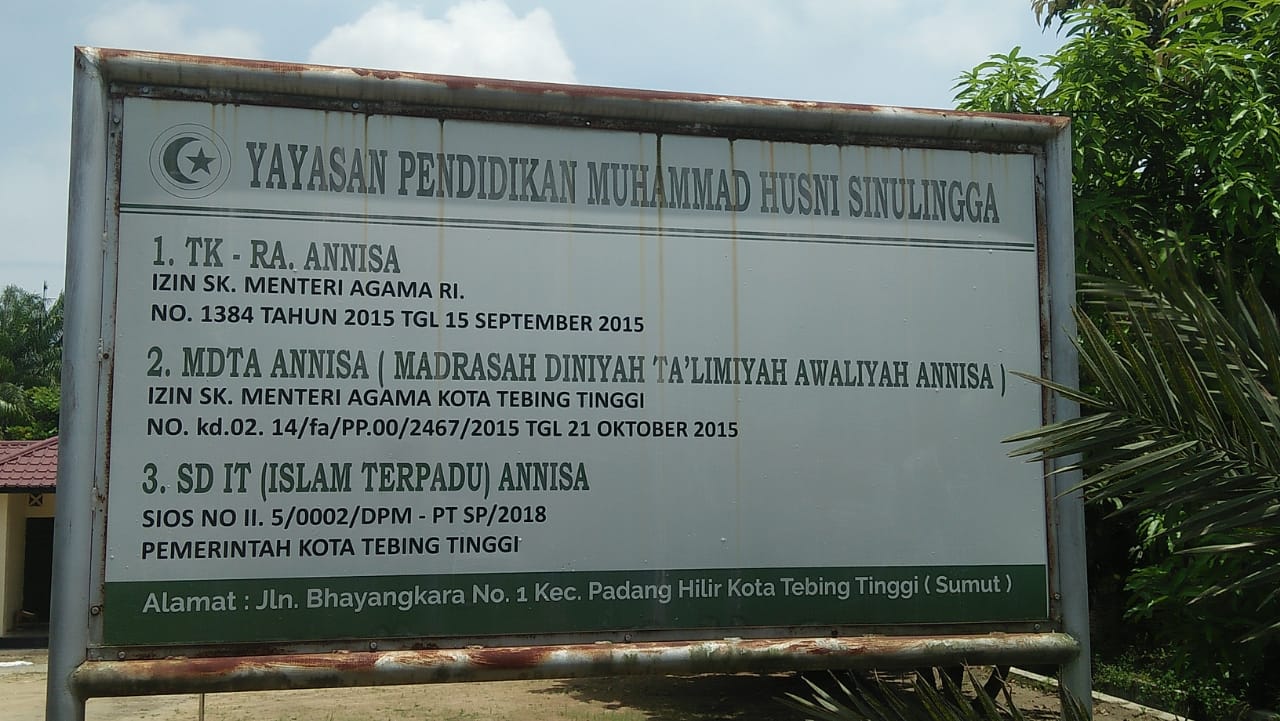 YAYASAN PENDIDIKAN MUHAMMAD HUSNI SINULINGGA
1. TK - RA. ANNISA
IZIN SK. MENTERI AGAMA RI.
NO. 1384 TAHUN 2015 TGL 15 SEPTEMBER 2015
2. MDTA ANNISA ( MADRASAH DINIYAH TA'LIMIYAH AWALIYAH ANNISA )
IZIN SK. MENTERI AGAMA KOTA TEBING TINGGI
NO. kd.02. 14/fa/PP.00/2467/2015 TGL 21 OKTOBER 2015
3. SD IT (ISLAM TERPADU) ANNISA
SIOS NO II. 5/0002/DPM - PT SP/2018
PEMERINTAH KOTA TEBING TINGGI
Alamat : Jln. Bhayangkara No. 1 Kec. Padang Hilir Kota Tebing Tinggi ( Sumut )